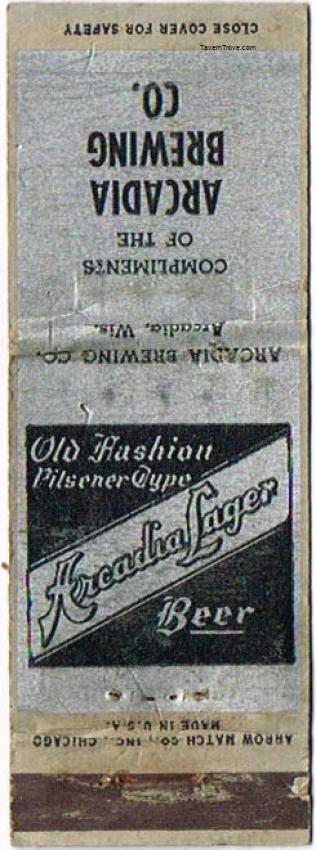 TavernTrove.com
CLOSE COVER FOR SAFETY
COMPLIMENTS
OF THE
ARCADIA
BREWING
CO.
ARCADIA BREWING CO.
Arcadia, Wis.
Old Fashion
Pilsener Type
Arcadia Lager
Beer
MADE IN U.S.A.
ARROW MATCH CO., INC., CHICAGO